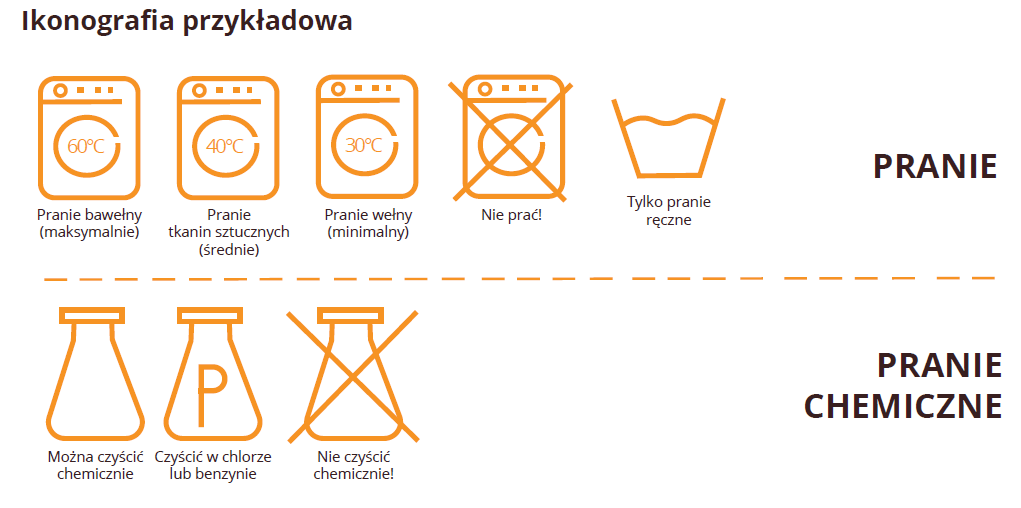 Ikonografia przykładowa
60°C
40°C
30°C
Pranie bawełny
(maksymalnie)
Pranie
tkanin sztucznych
(średnie)
Pranie wełny
(minimalny)
Nie prać!
Tylko pranie
ręczne
PRANIE
P
Można czyścić
chemicznie
Czyścić w chlorze
lub benzynie
Nie czyścić
chemicznie!
PRANIE
CHEMICZNE